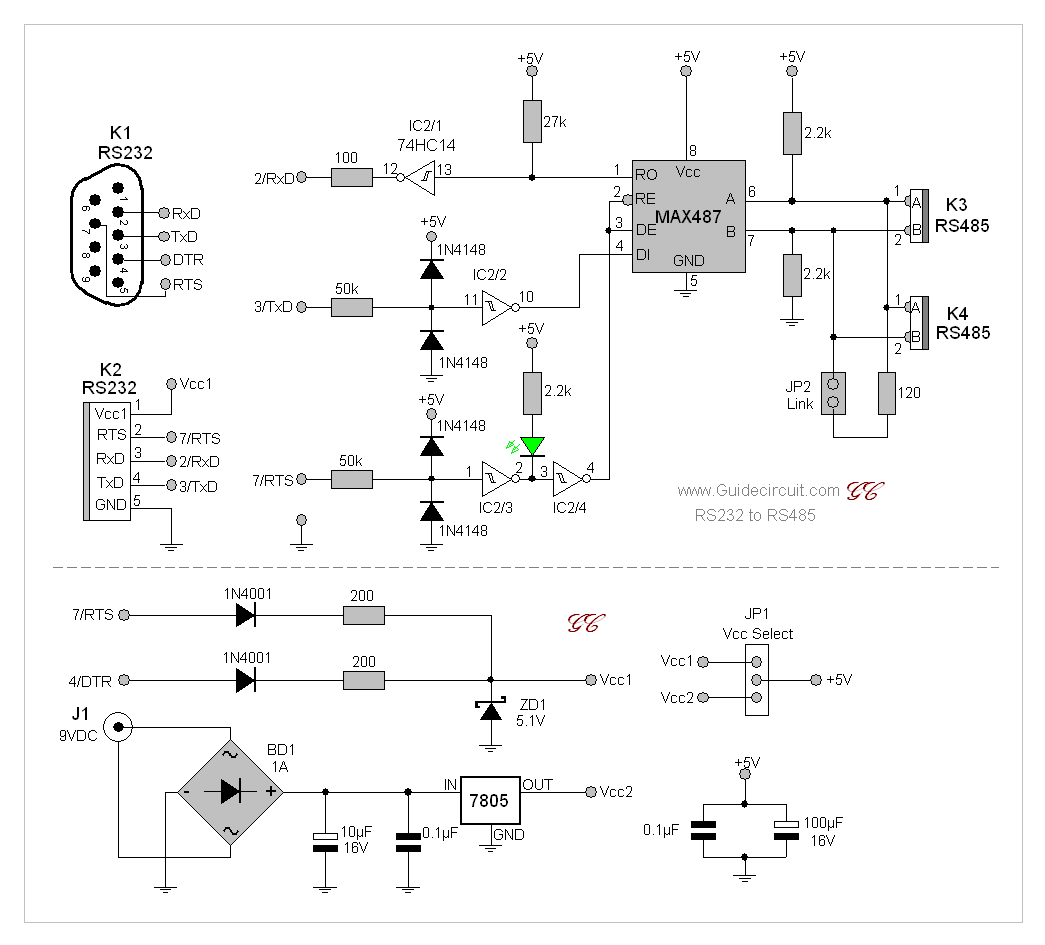 K1
RS232
1
2
3
4
5
6
7
8
9
RxD
TxD
DTR
RTS
K2
RS232
Vcc1
Vcc1 1
RTS 2 7/RTS
RxD 3 2/RxD
TxD 4 3/TxD
GND 5
2/RxD
100
12
IC2/1
74HC14
13
+5V
27k
+5V
1N4148
3/TxD
50k
11
IC2/2
10
1N4148
+5V
2.2k
+5V
1N4148
7/RTS
50k
1
2
IC2/3
3
4
IC2/4
1N4148
+5V
8
Vcc
1 RO
2 RE
3 DE
4 DI
MAX487
A 6
B 7
GND
5
+5V
2.2k
2.2k
1 A
2 B
K3
RS485
1 A
2 B
K4
RS485
JP2
Link
120
www.Guidecircuit.com GC
RS232 to RS485
7/RTS
1N4001
200
GC
4/DTR
1N4001
200
Vcc1
ZD1
5.1V
JP1
Vcc Select
Vcc1
Vcc2
+5V
J1
9VDC
BD1
1A
~
-
+
~
10µF
16V
0.1µF
IN
7805
OUT
GND
Vcc2
+5V
0.1µF
100µF
16V